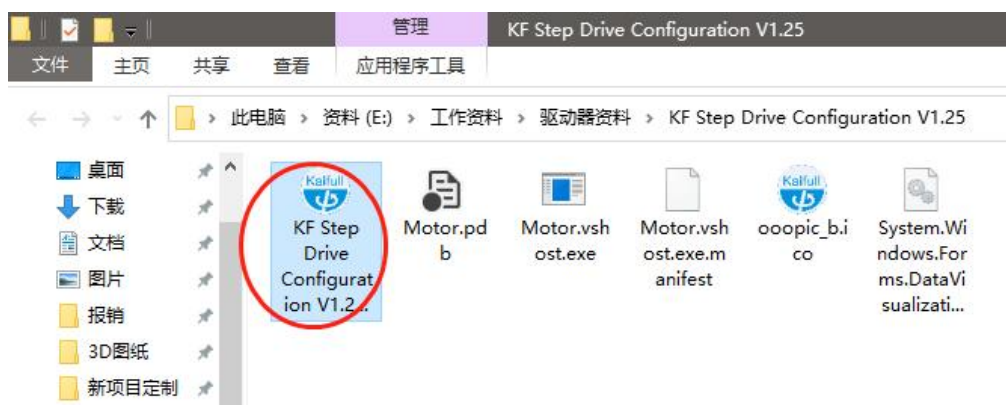 管理
KF Step Drive Configuration V1.25
文件
主页
共享
查看
应用程序工具
此电脑 › 资料 (E:) › 工作资料 › 驱动器资料 › KF Step Drive Configuration V1.25
桌面
下载
文档
图片
报销
3D图纸
新项目定制
Kaifull
KF Step
Drive
Configurat
ion V1.2...
Motor.pd
b
Motor.vsh
ost.exe
Motor.vsh
ost.exe.m
anifest
Kaifull
ooopic_b.i
co
System.Wi
ndows.For
ms.DataVi
sualizati...